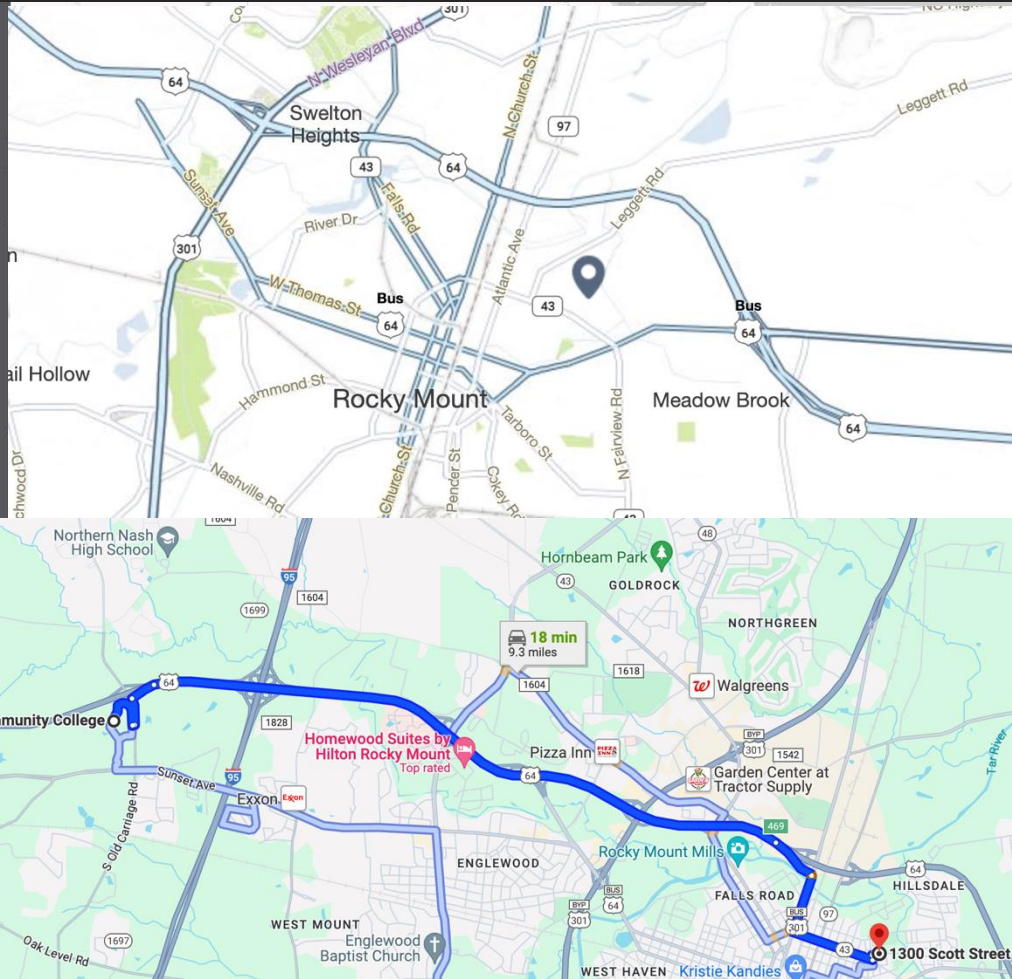 301
N Wesleyan Blvd
64
Swelton
Heights
N Church St
97
Leggett Rd
43
64
Sunset Ave
Falls Rd
Leggett Rd
River Dr
301
n
Atlantic Ave
W Thomas St
Bus
64
43
Bus
64
ail Hollow
Hammond St
Rocky Mount
Meadow Brook
64
Tarboro St
N Fairview Rd
Nashville Rd
Church St
Pender St
Cokey Rd
Northern Nash
High School
1604
95
1604
1699
48
Hornbeam Park
43
GOLDROCK
NORTHGREEN
18 min
9.3 miles
64
1604
1618
Walgreens
mmunity College
1828
Homewood Suites by
Hilton Rocky Mount
Top rated
Pizza Inn
PIZZA INN
BYP
301
1542
Tar River
64
Garden Center at
Tractor Supply
Sunset Ave
95
Exxon
Exxon
S Old Carriage Rd
469
Rocky Mount Mills
ENGLEWOOD
64
HILLSDALE
BUS
64
FALLS ROAD
BYP
301
BUS
301
97
WEST MOUNT
1697
Oak Level Rd
Englewood
Baptist Church
43
1300 Scott Street
WEST HAVEN
Kristie Kandies